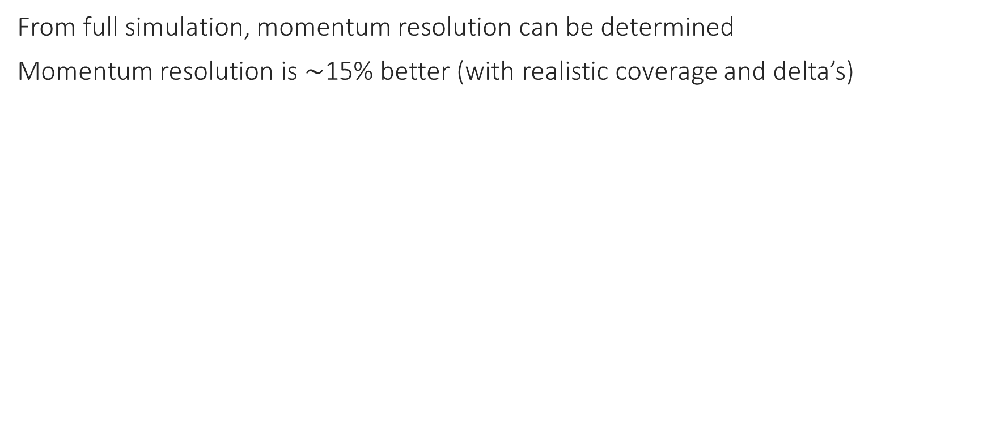 From full simulation, momentum resolution can be determined
Momentum resolution is ~15% better (with realistic coverage and delta’s)